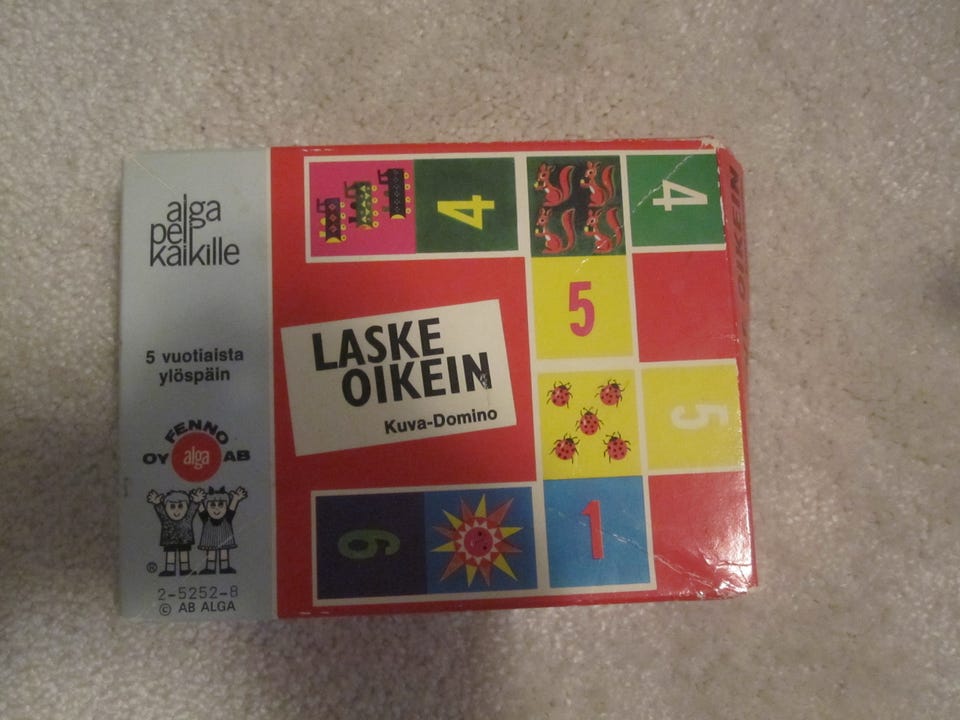 alga
peli
kaikille
5 vuotiaista
ylöspäin
FENNO
OY alga AB
®
2-5252-8
© AB ALGA
LASKE
OIKEIN
Kuva-Domino
4
4
5
5
6
1
OIKEIN